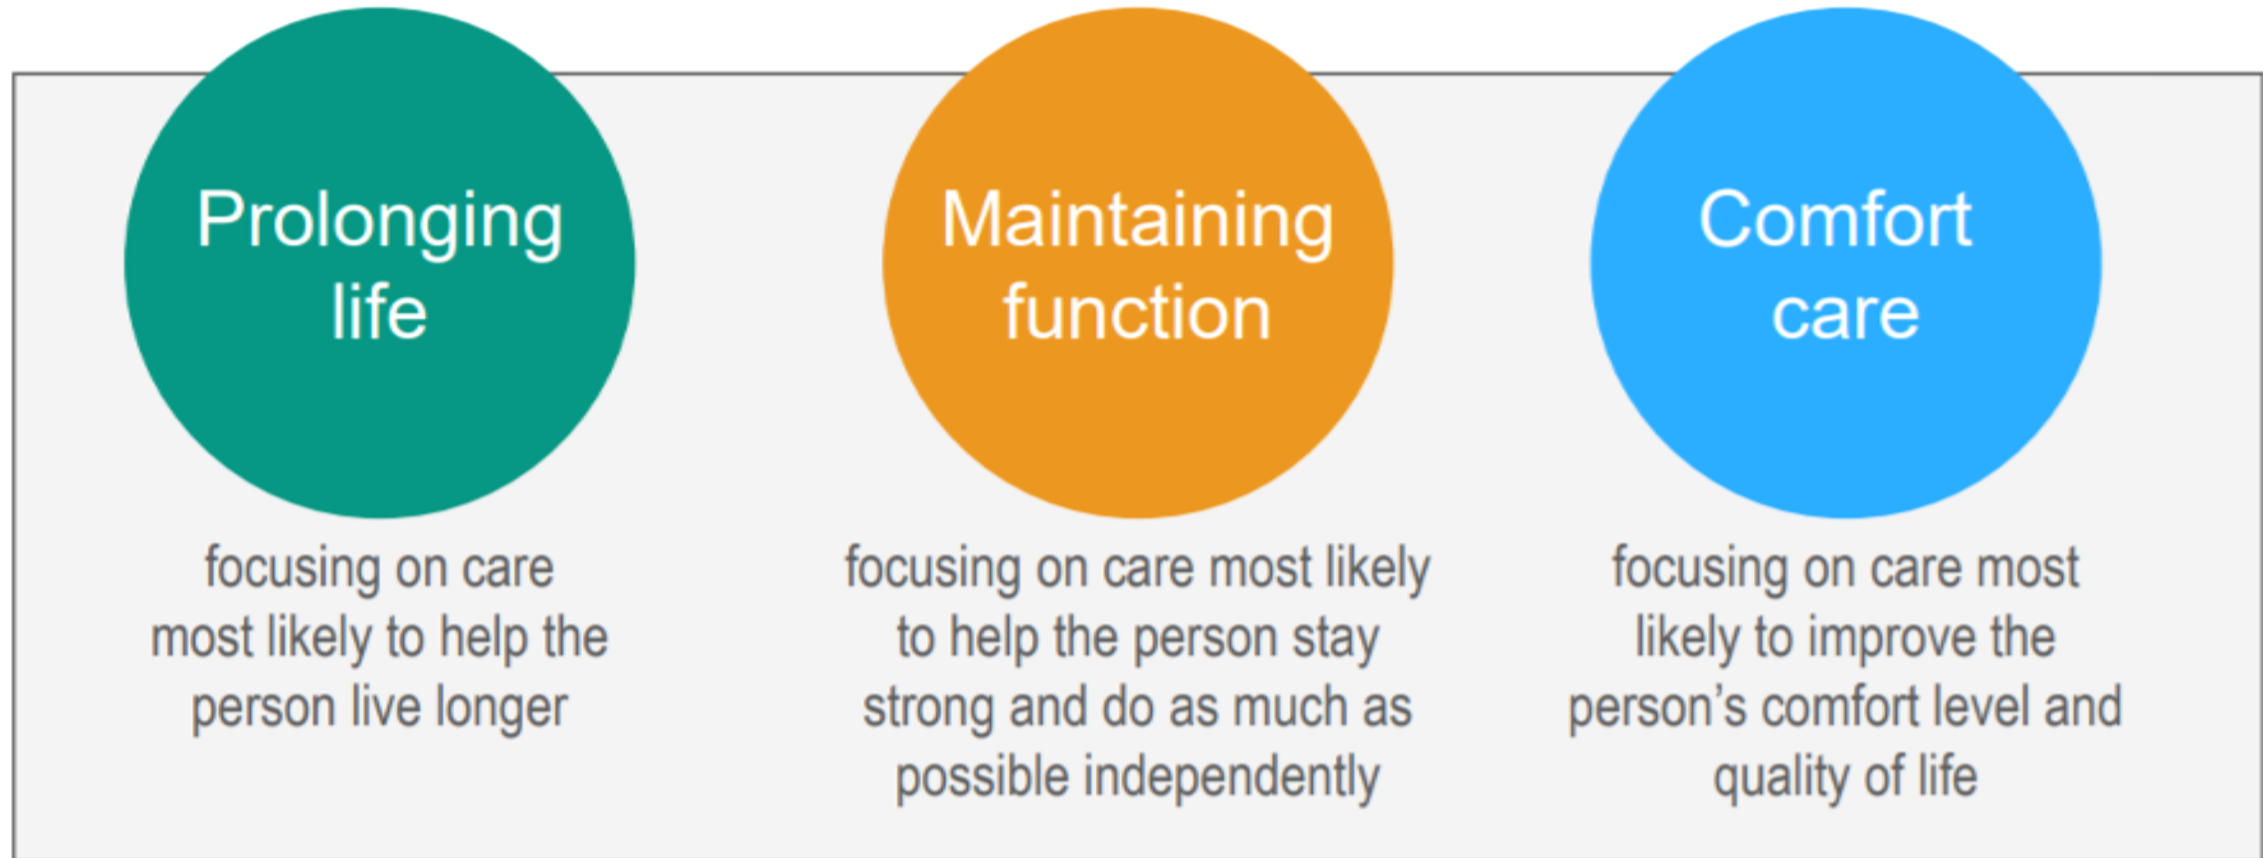 Prolonging
life
focusing on care
most likely to help the
person live longer
Maintaining
function
focusing on care most likely
to help the person stay
strong and do as much as
possible independently
Comfort
care
focusing on care most
likely to improve the
person’s comfort level and
quality of life